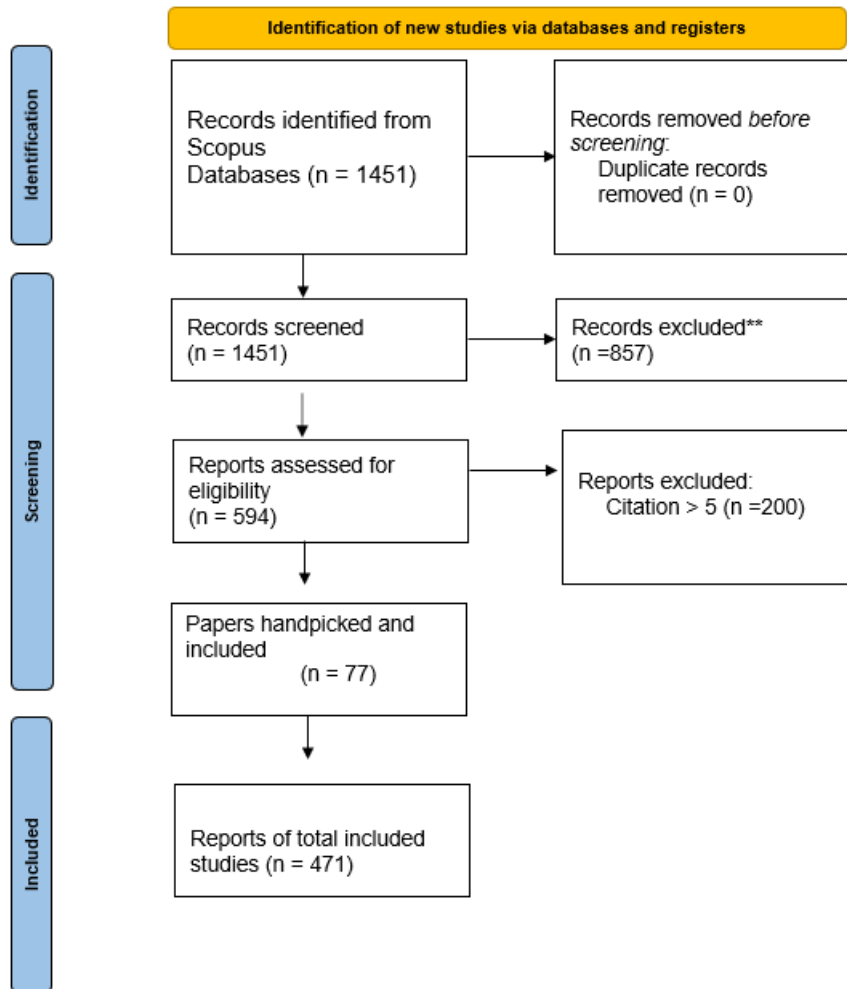 Identification of new studies via databases and registers
Identification
Records identified from
Scopus
Databases (n = 1451)
Records removed before
screening:
Duplicate records
removed (n = 0)
Screening
Records screened
(n = 1451)
Records excluded**
(n =857)
Reports assessed for
eligibility
(n = 594)
Reports excluded:
Citation > 5 (n =200)
Papers handpicked and
included
(n = 77)
Included
Reports of total included
studies (n = 471)